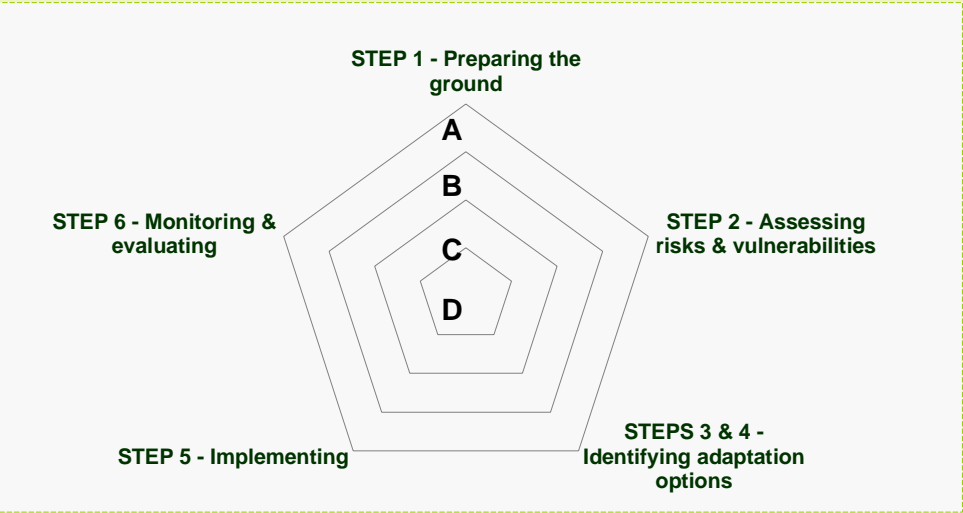 STEP 1 - Preparing the
ground
A
B
STEP 6 - Monitoring &
evaluating
STEP 2 - Assessing
risks & vulnerabilities
C
D
STEPS 3 & 4 -
Identifying adaptation
options
STEP 5 - Implementing